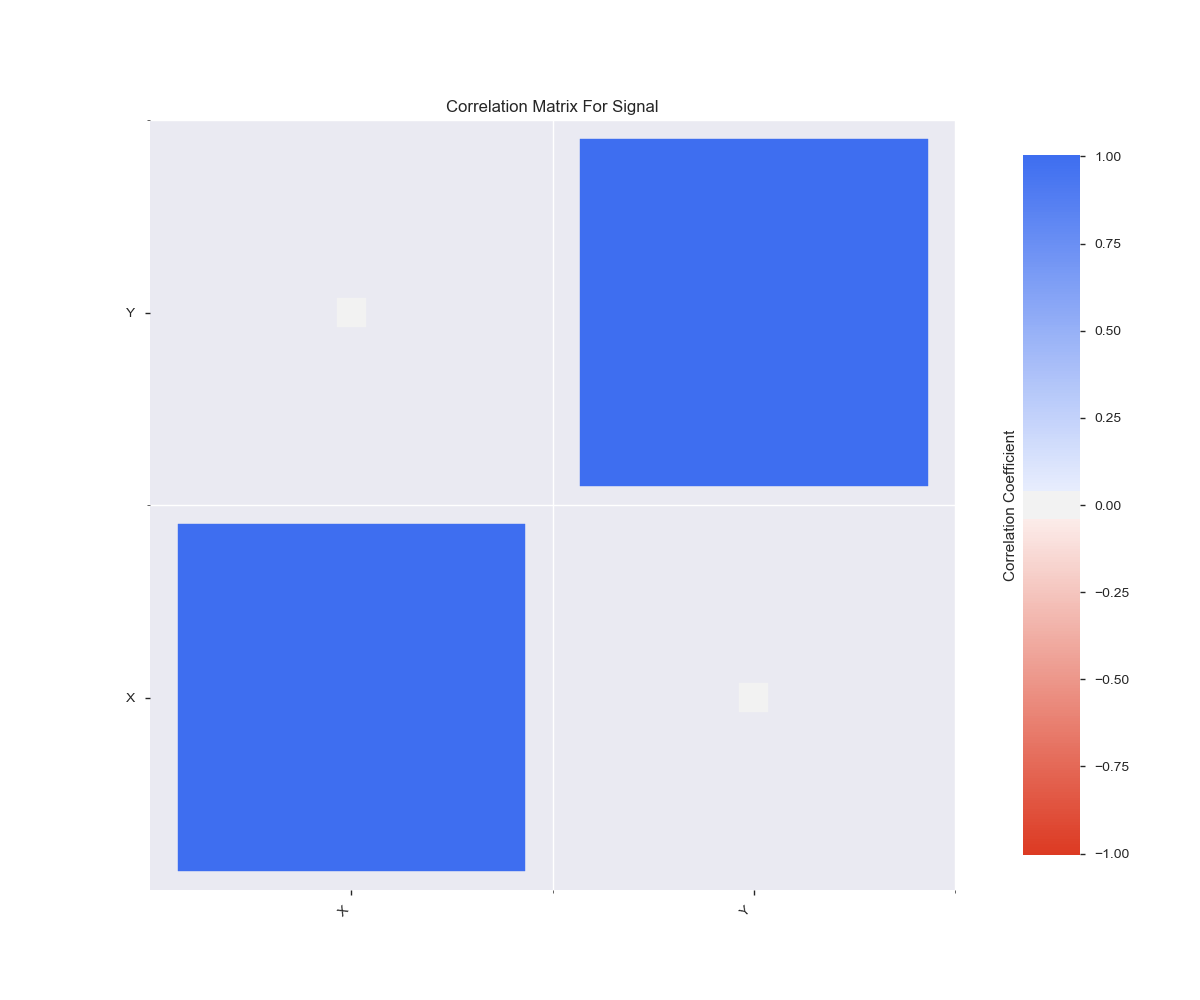 Correlation Matrix For Signal
Y
X
X
Y
Correlation Coefficient
1.00
0.75
0.50
0.25
0.00
−0.25
−0.50
−0.75
−1.00